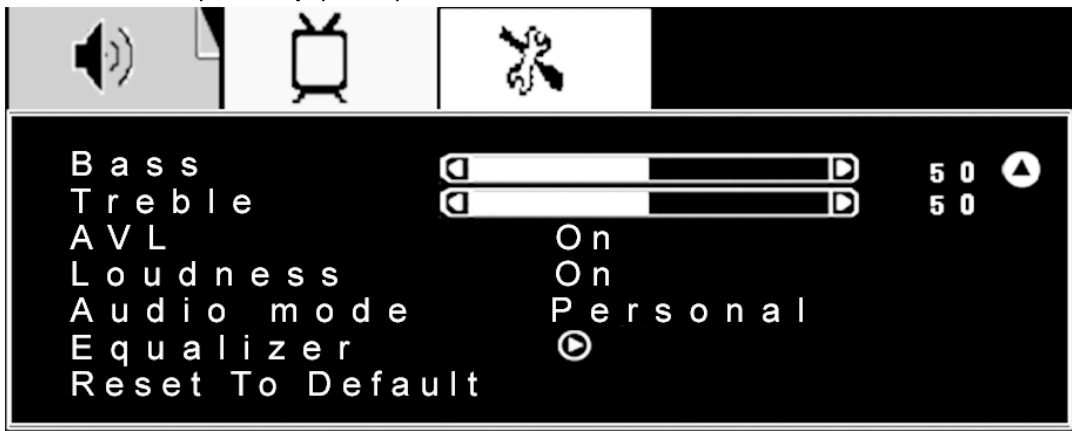 Bass 50
Treble 50
AVL On
Loudness On
Audio mode Personal
Equalizer
Reset To Default